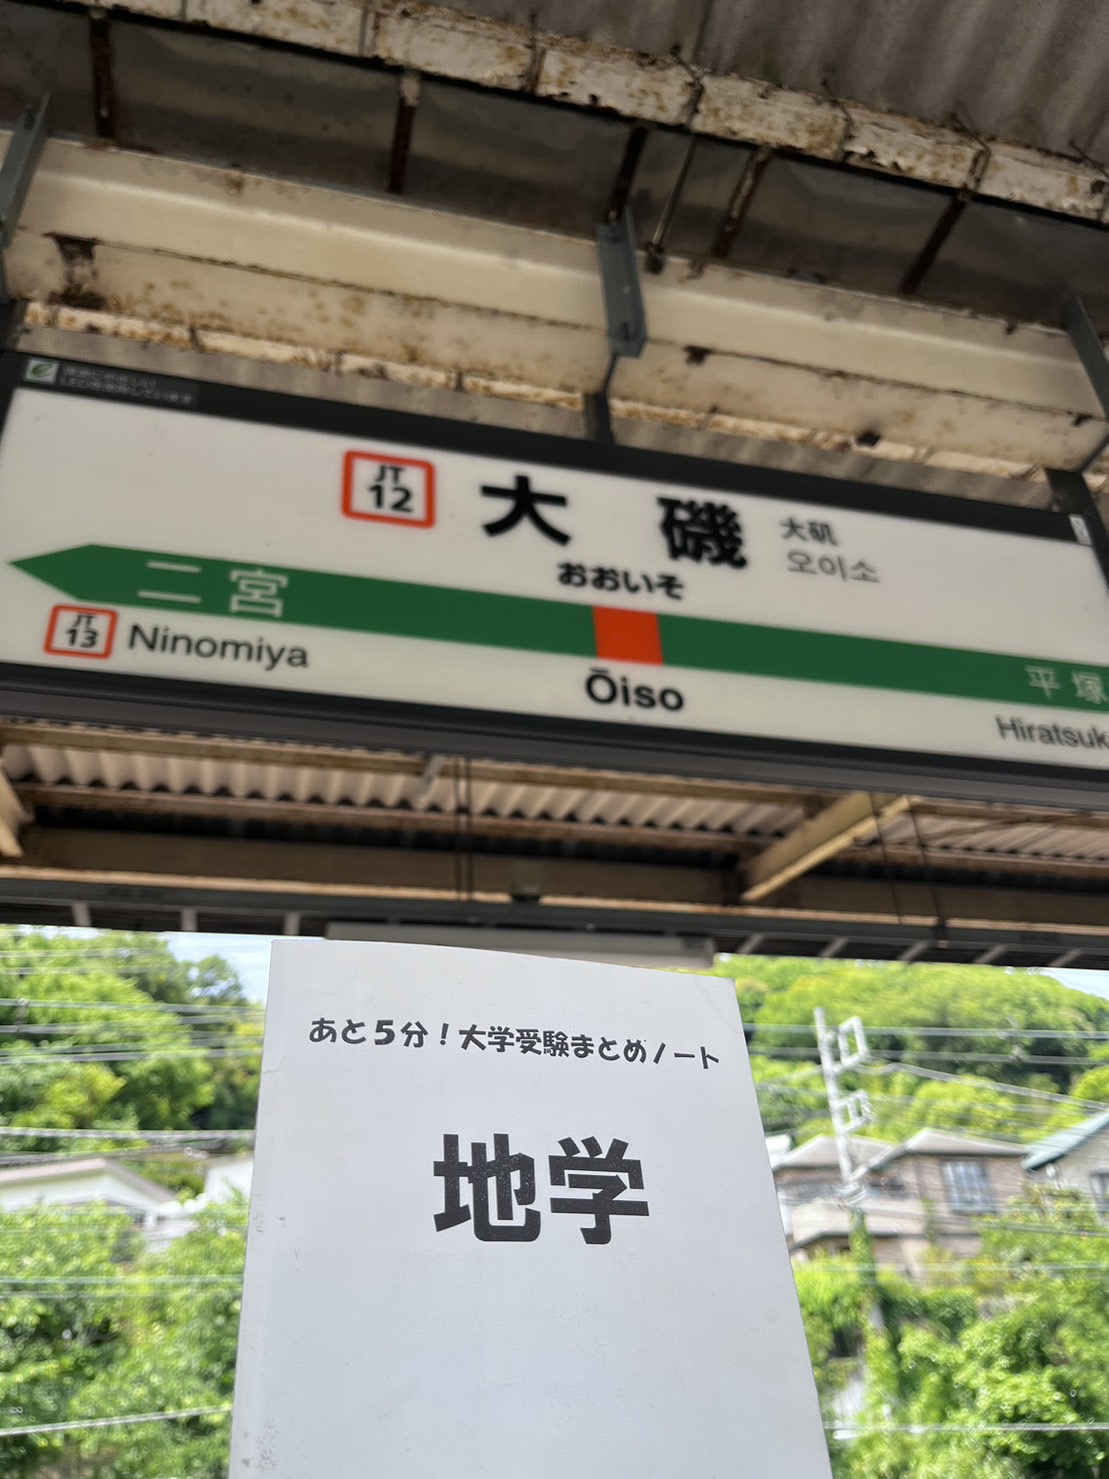 JT
12
大磯
大矶
오이소
おおいそ
二宮
平塚
JT
13
Ninomiya
Ōiso
Hiratsuk
あと5分!大学受験まとめノート
地学